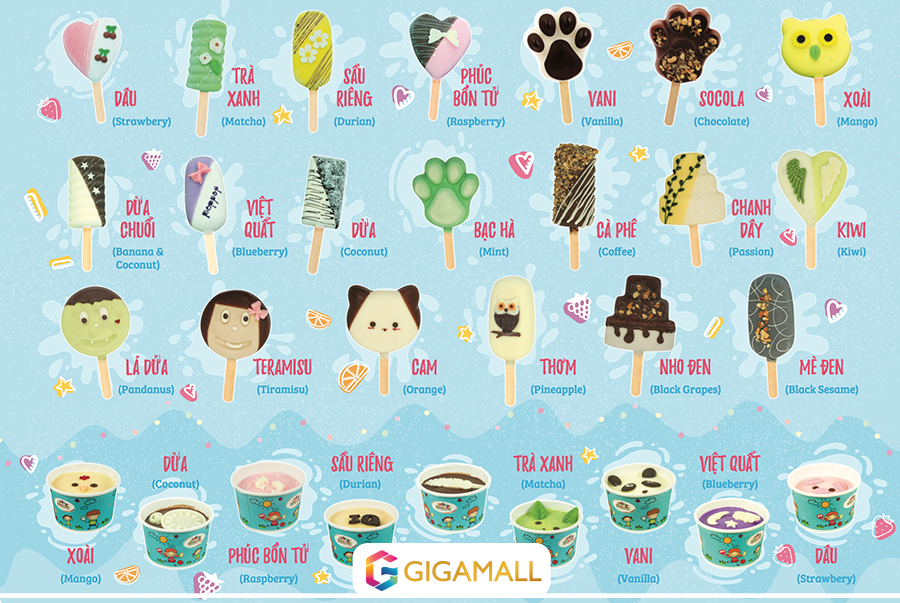 DÂU
(Strawbery)
TRÀ
XANH
(Matcha)
SẦU
RIÊNG
(Durian)
PHÚC
BỒN TỬ
(Raspberry)
VANI
(Vanilla)
SOCOLA
(Chocolate)
XOÀI
(Mango)
DỪA
CHUỐI
(Banana &
Coconut)
VIỆT
QUẤT
(Blueberry)
DỪA
(Coconut)
BẠC HÀ
(Mint)
CÀ PHÊ
(Coffee)
CHANH
DÂY
(Passion)
KIWI
(Kiwi)
LÁ DỨA
(Pandanus)
TERAMISU
(Tiramisu)
CAM
(Orange)
THƠM
(Pineapple)
NHO ĐEN
(Black Grapes)
MÈ ĐEN
(Black Sesame)
DỪA
(Coconut)
SẦU RIÊNG
(Durian)
TRÀ XANH
(Matcha)
VIỆT QUẤT
(Blueberry)
XOÀI
(Mango)
PHÚC BỒN TỬ
(Raspberry)
VANI
(Vanilla)
DÂU
(Strawberry)
GIGAMALL